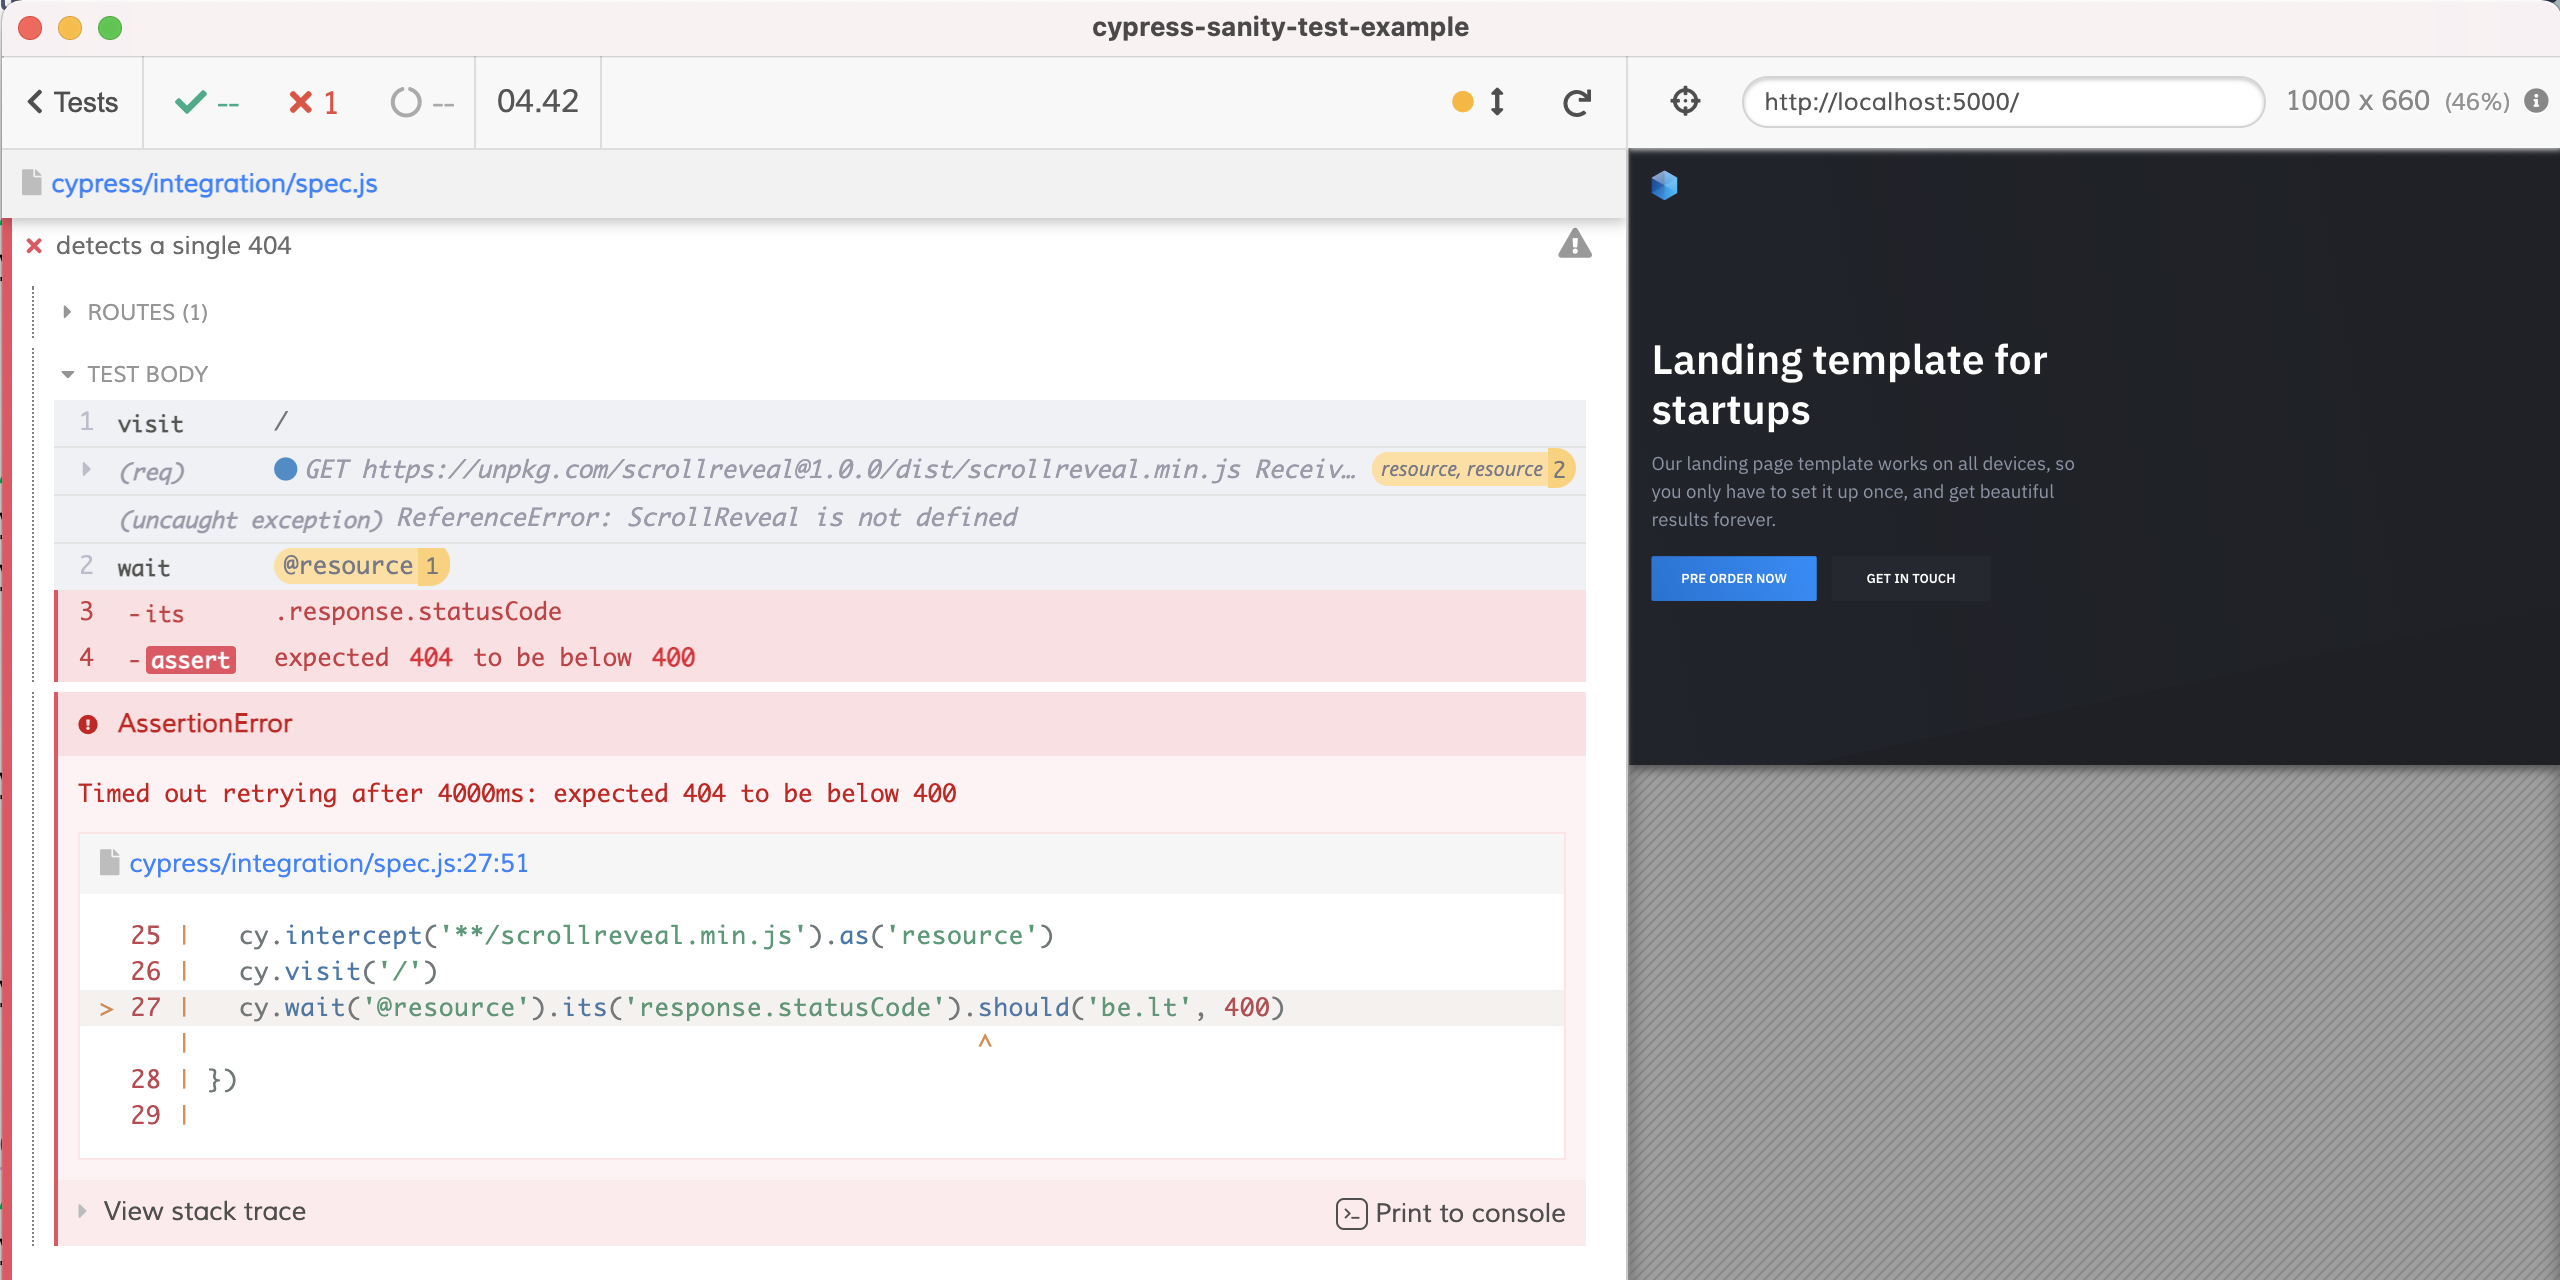 cypress-sanity-test-example
Tests -- 1 -- 04.42
http://localhost:5000/ 1000 x 660 (46%)
cypress/integration/spec.js
detects a single 404
ROUTES (1)
TEST BODY
1 visit /
(req) GET https://unpkg.com/scrollreveal@1.0.0/dist/scrollreveal.min.js Receiv… resource, resource 2
(uncaught exception) ReferenceError: ScrollReveal is not defined
2 wait @resource 1
3 -its .response.statusCode
4 -assert expected 404 to be below 400
AssertionError
Timed out retrying after 4000ms: expected 404 to be below 400
cypress/integration/spec.js:27:51
25 | cy.intercept('**/scrollreveal.min.js').as('resource')
26 | cy.visit('/')
> 27 | cy.wait('@resource').its('response.statusCode').should('be.lt', 400)
| ^
28 | })
29 |
View stack trace
Print to console
Landing template for
startups
Our landing page template works on all devices, so
you only have to set it up once, and get beautiful
results forever.
PRE ORDER NOW GET IN TOUCH